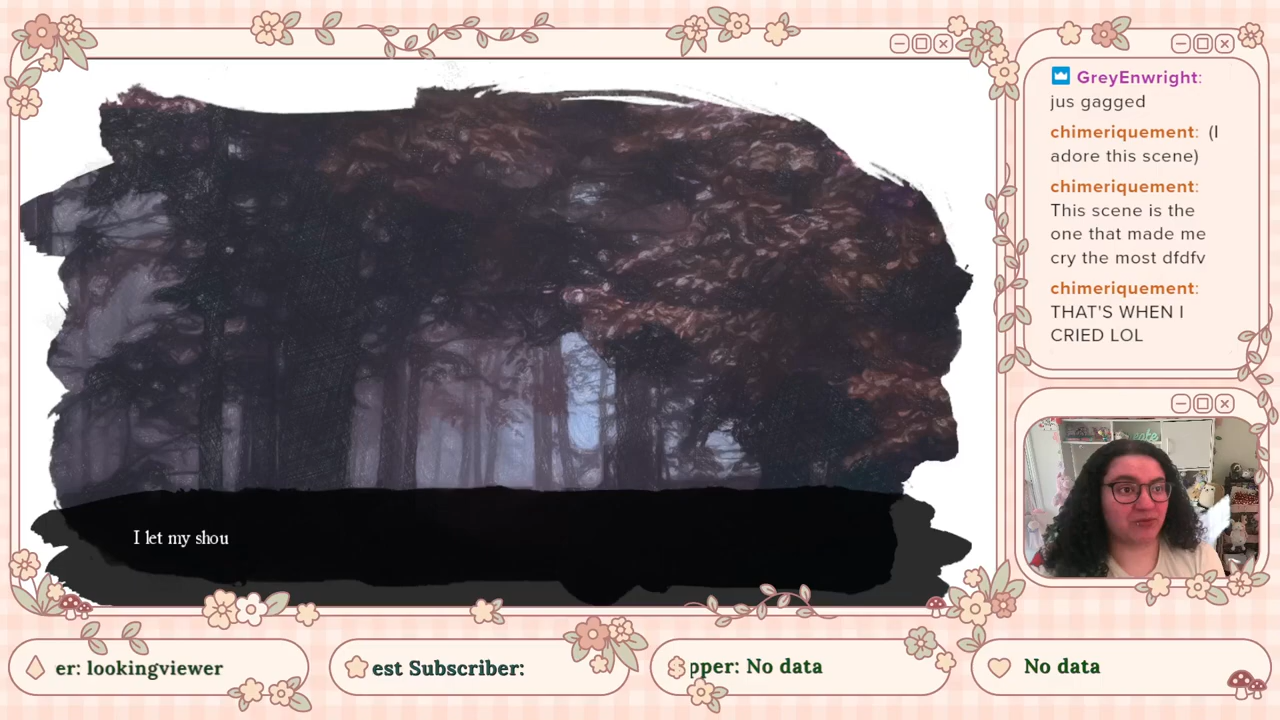 GreyEnwright:
jus gagged
chimeriquement: (I
adore this scene)
chimeriquement:
This scene is the
one that made me
cry the most dfdfv
chimeriquement:
THAT'S WHEN I
CRIED LOL
I let my shou
er: lookingviewer
est Subscriber:
pper: No data
No data